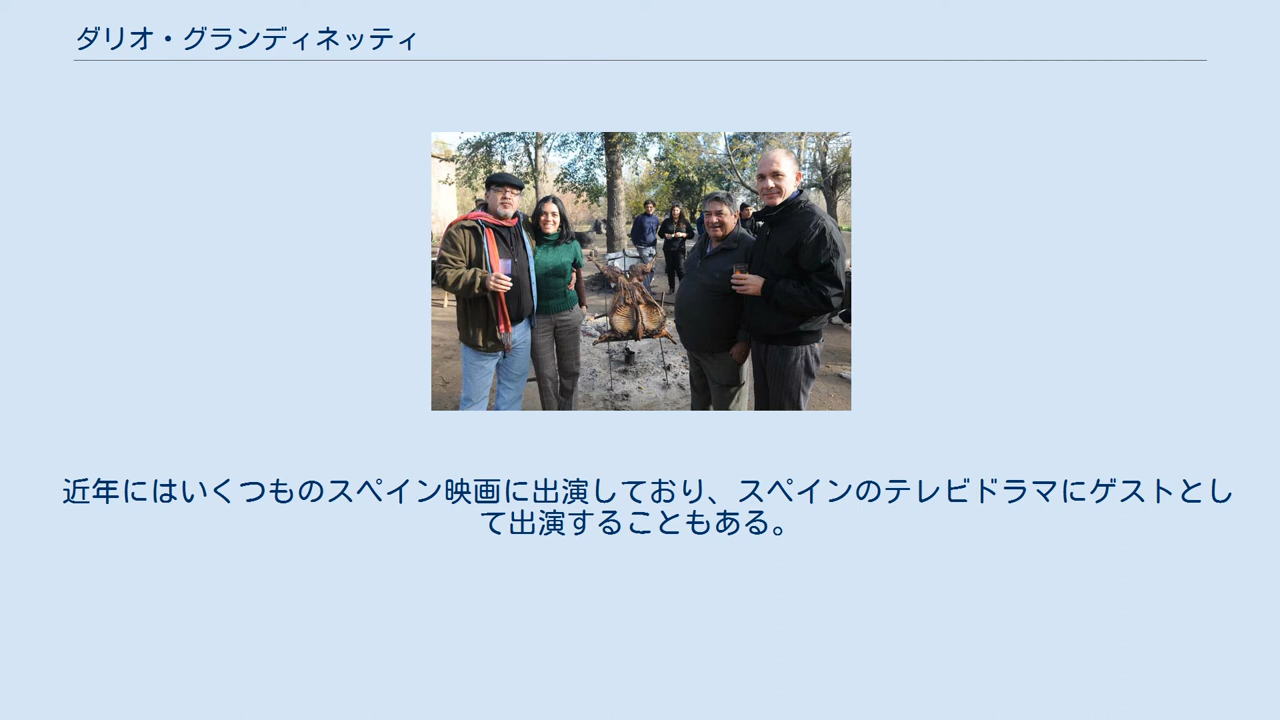 ダリオ・グランディネッティ
近年にはいくつものスペイン映画に出演しており、スペインのテレビドラマにゲストとし
て出演することもある。